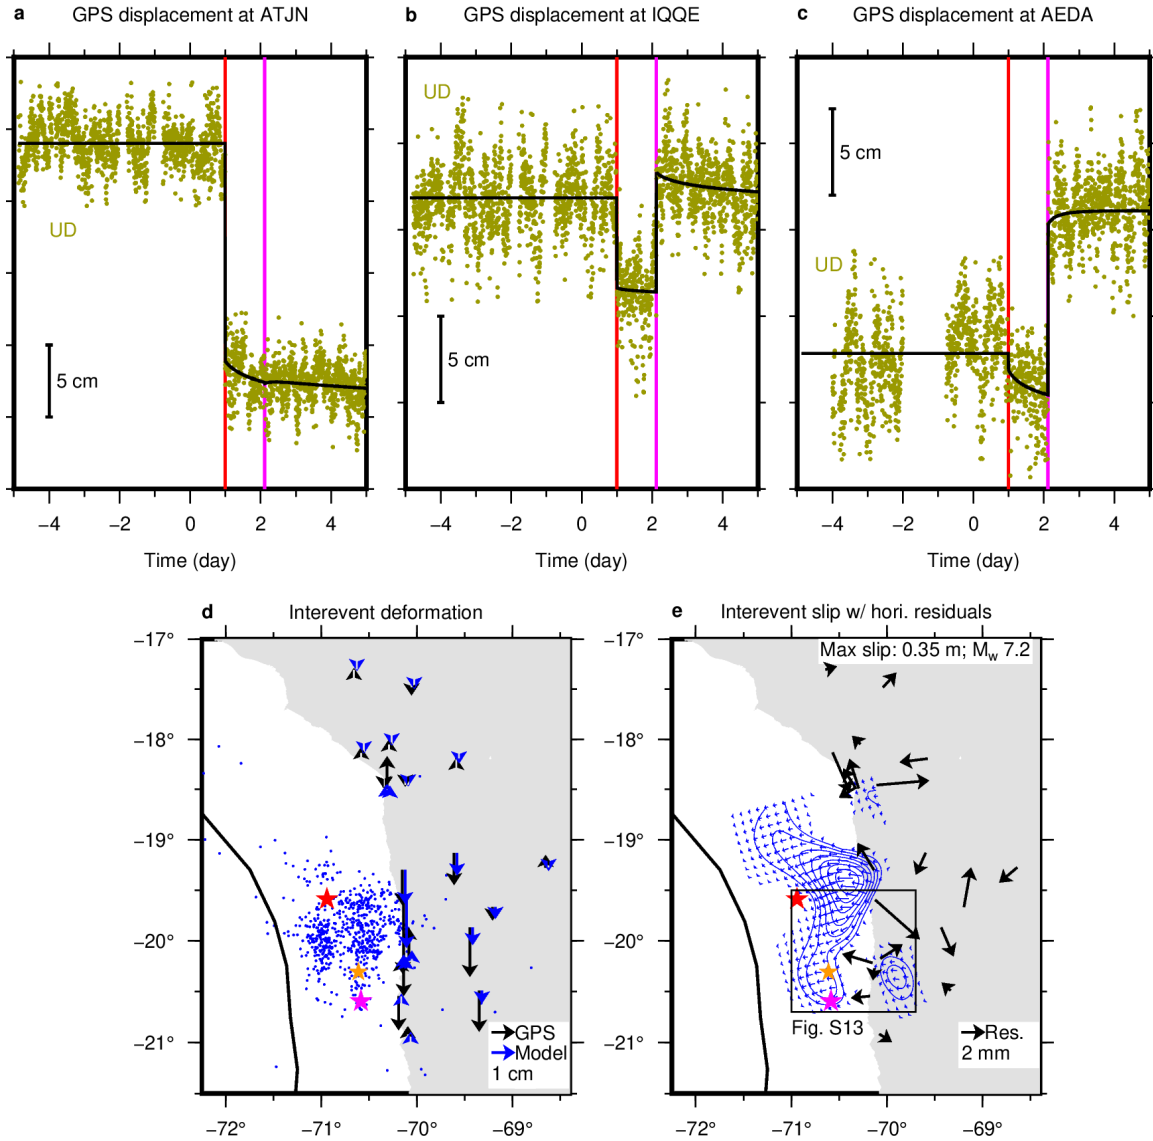 a GPS displacement at ATJN
b GPS displacement at IQQE
c GPS displacement at AEDA
UD
5 cm
−4 −2 0 2 4
Time (day)
UD
5 cm
−4 −2 0 2 4
Time (day)
5 cm
UD
−4 −2 0 2 4
Time (day)
d Interevent deformation
−17°
−18°
−19°
−20°
−21°
GPS
Model
1 cm
−72° −71° −70° −69°
e Interevent slip w/ hori. residuals
Max slip: 0.35 m; Mw 7.2
−17°
−18°
−19°
−20°
−21°
Fig. S13
Res.
2 mm
−72° −71° −70° −69°